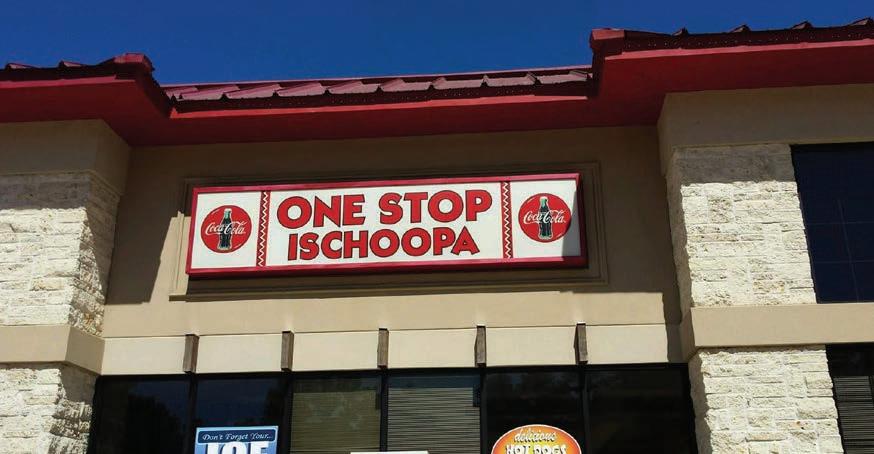 ONE STOP
ISCHOOPA
Coca-Cola
Coca-Cola
Don't Forget Your...
delicious
HOT DOGS